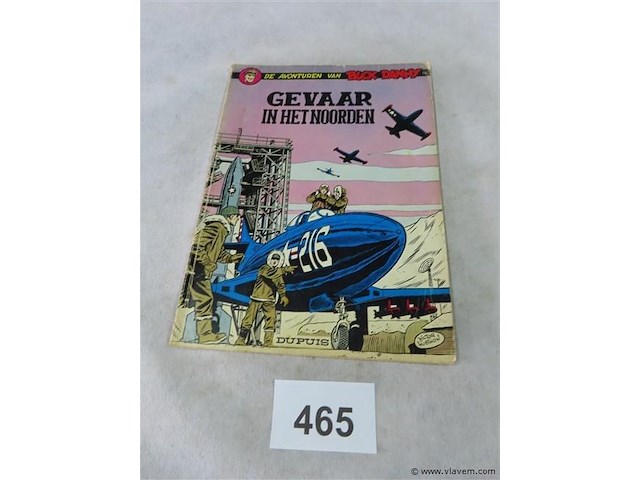 DE AVONTUREN VAN BUCK DANNY
GEVAAR
IN HET NOORDEN
-216
DUPUIS
465
© www.vlavem.com